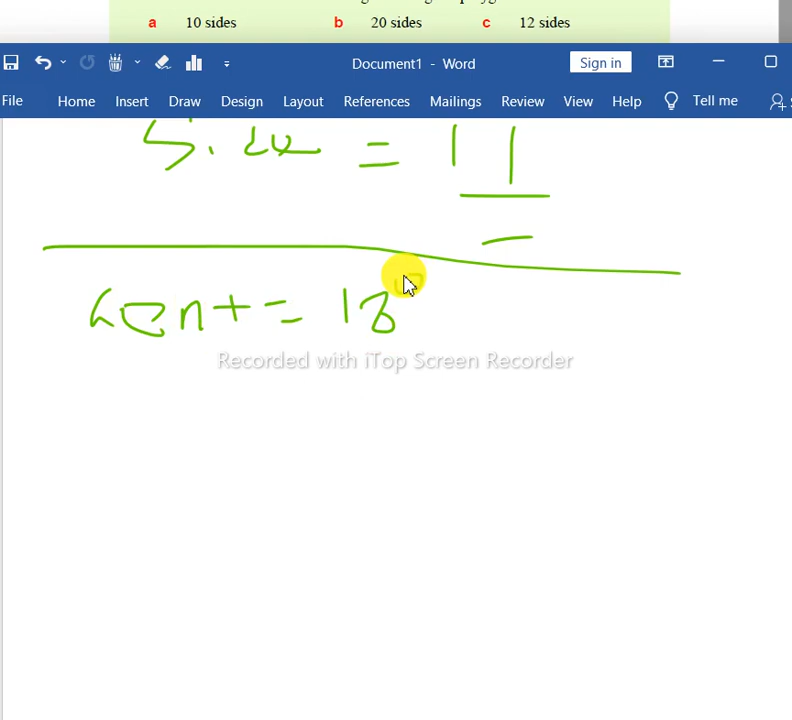 a 10 sides b 20 sides c 12 sides
Document1 - Word Sign in
File Home Insert Draw Design Layout References Mailings Review View Help Tell me
Side = 11
=
= 18°
Recorded with iTop Screen Recorder